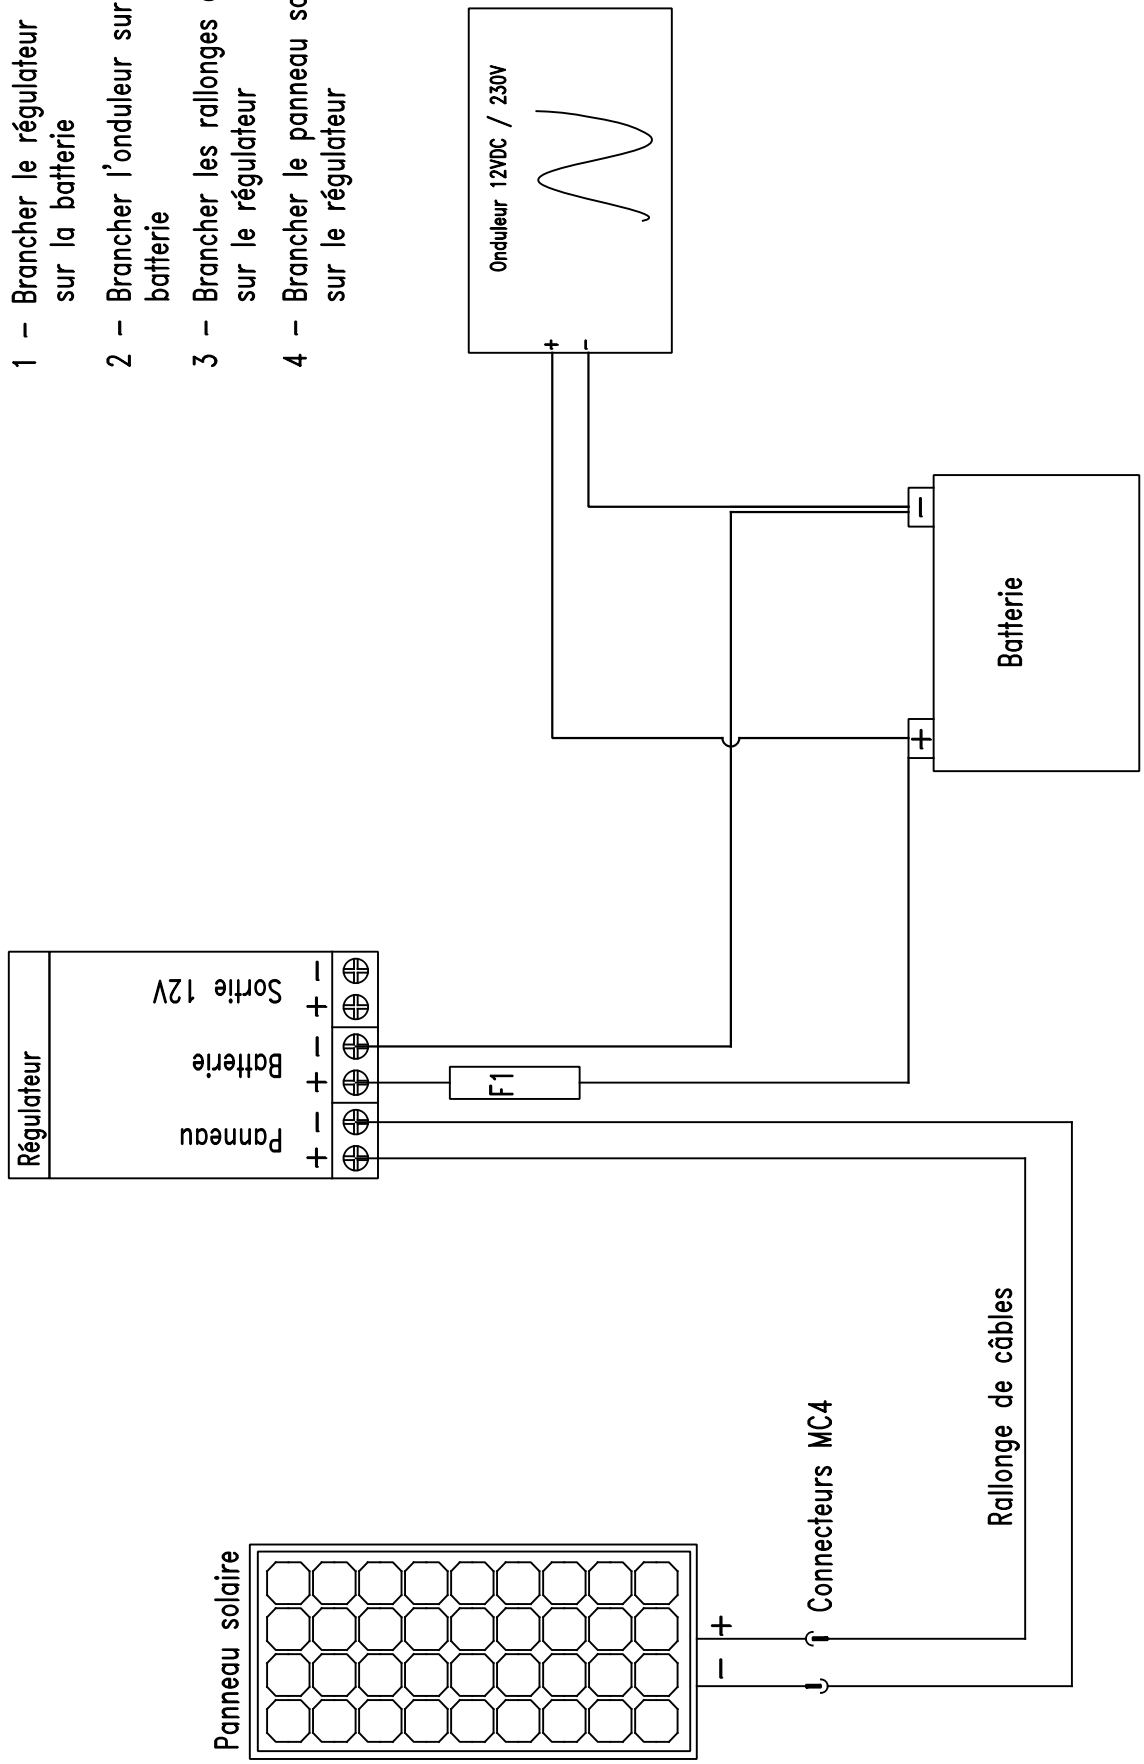 1 - Brancher le régulateur
sur la batterie
2 - Brancher l'onduleur sur
batterie
3 - Brancher les rallonges
sur le régulateur
4 - Brancher le panneau
sur le régulateur
Onduleur 12VDC / 230V
+
-
Régulateur
Panneau
Batterie
Sortie 12V
+ - + - + -
F1
Batterie
+
-
Panneau solaire
- +
Connecteurs MC4
Rallonge de câbles